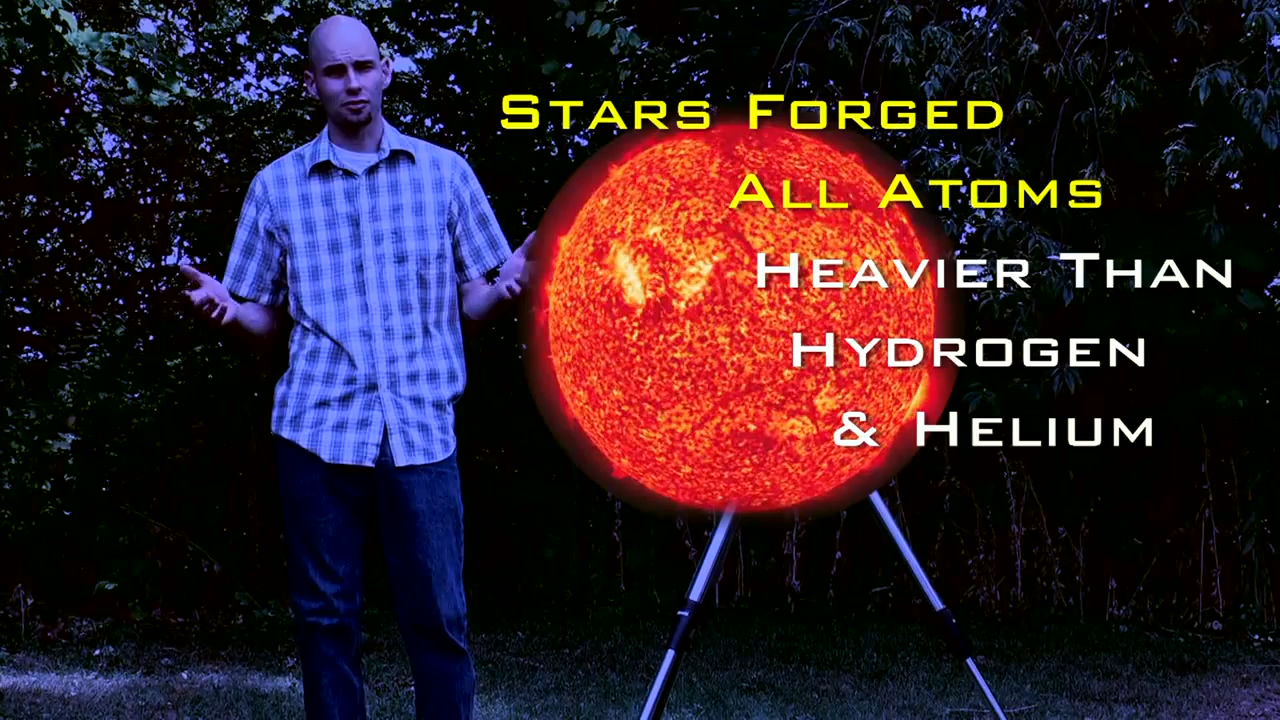 Stars Forged
All Atoms
Heavier Than
Hydrogen
& Helium